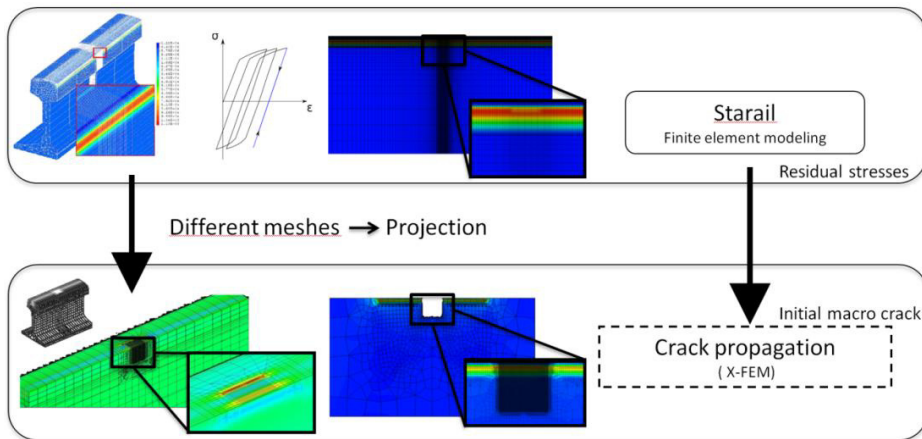 σ
ε
Starail
Finite element modeling
Residual stresses
Different meshes → Projection
Initial macro crack
Crack propagation
( X-FEM)